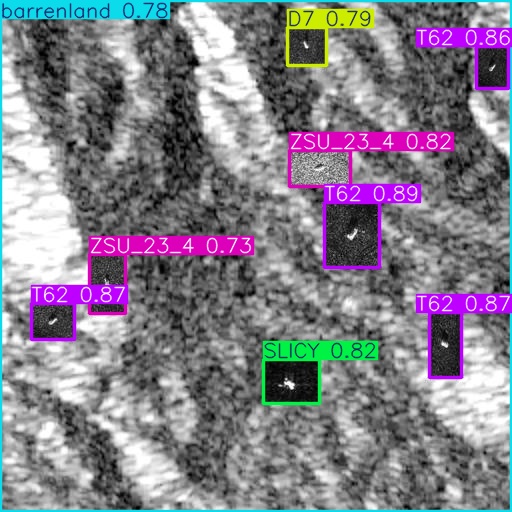 barrenland 0.78
D7 0.79
T62 0.86
ZSU_23_4 0.82
T62 0.89
ZSU_23_4 0.73
T62 0.87
T62 0.87
SLICY 0.82